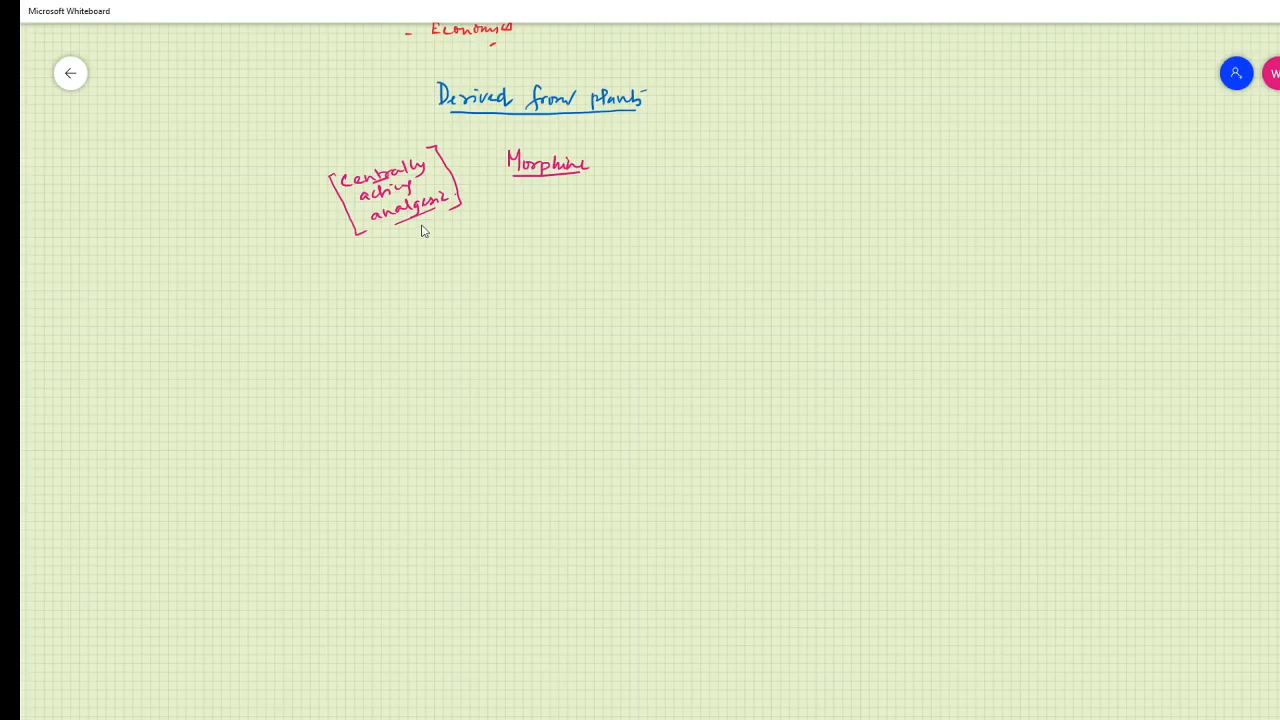 Microsoft Whiteboard
- Economics
Derived from plants
W
Morphine
[Centrally
acting
analgesic]